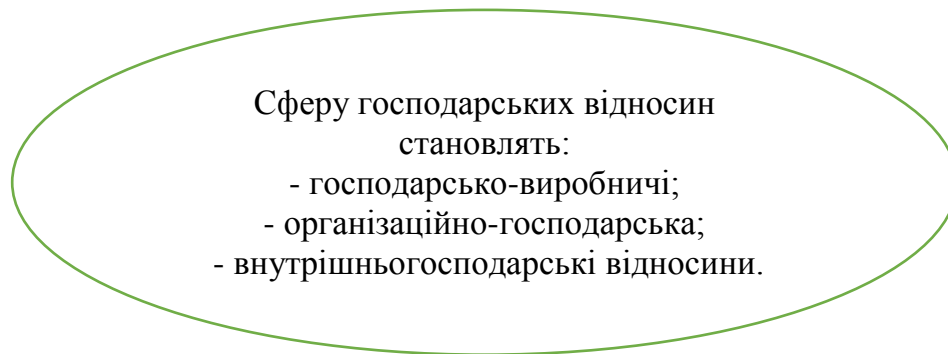 Сферу господарських відносин
становлять:
- господарсько-виробничі;
- організаційно-господарська;
- внутрішньогосподарські відносини.